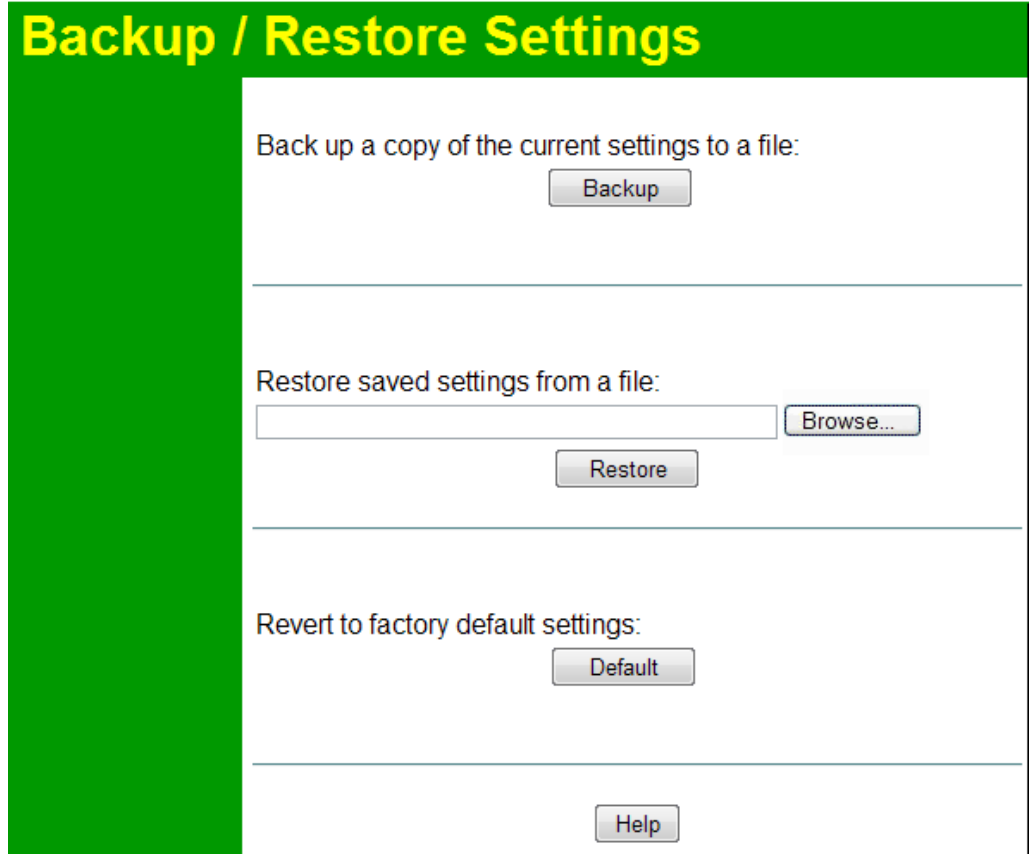 Backup / Restore Settings
Back up a copy of the current settings to a file:
Backup
Restore saved settings from a file:
Browse...
Restore
Revert to factory default settings:
Default
Help